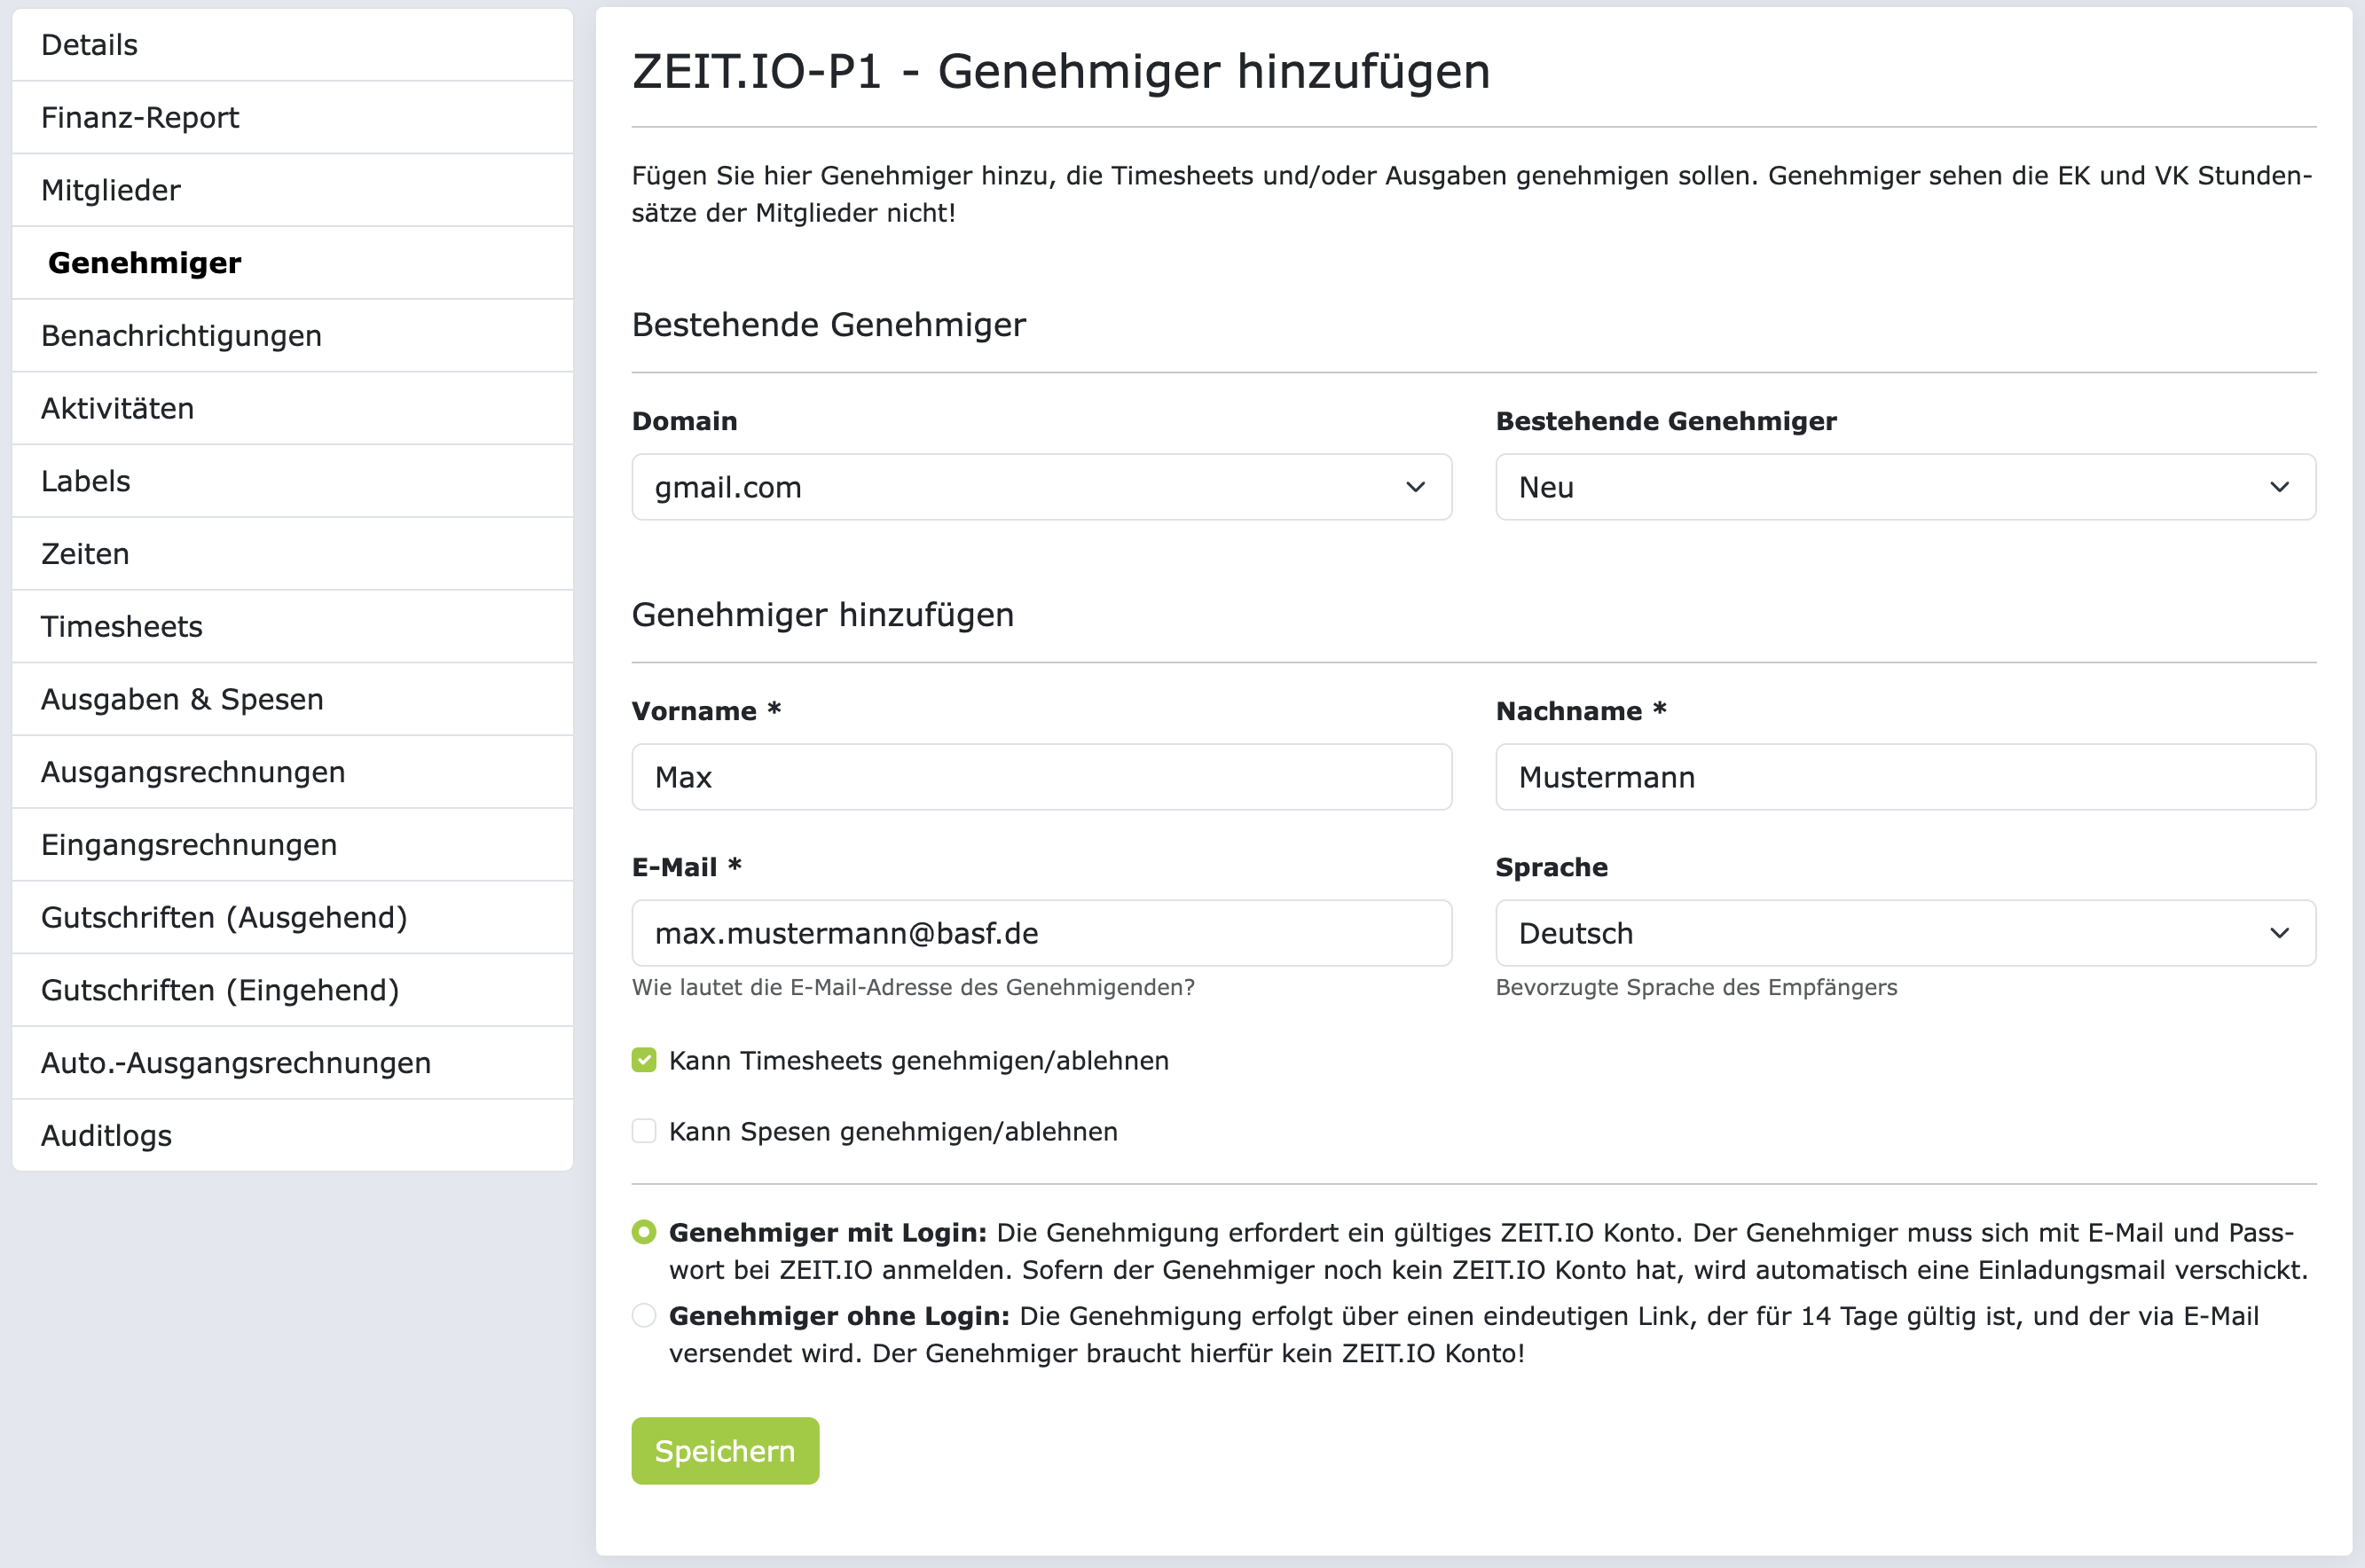 Details
Finanz-Report
Mitglieder
Genehmiger
Benachrichtigungen
Aktivitäten
Labels
Zeiten
Timesheets
Ausgaben & Spesen
Ausgangsrechnungen
Eingangsrechnungen
Gutschriften (Ausgehend)
Gutschriften (Eingehend)
Auto.-Ausgangsrechnungen
Auditlogs
ZEIT.IO-P1 - Genehmiger hinzufügen
Fügen Sie hier Genehmiger hinzu, die Timesheets und/oder Ausgaben genehmigen sollen. Genehmiger sehen die EK und VK Stunden-
sätze der Mitglieder nicht!
Bestehende Genehmiger
Domain
gmail.com
Bestehende Genehmiger
Neu
Genehmiger hinzufügen
Vorname *
Max
Nachname *
Mustermann
E-Mail *
max.mustermann@basf.de
Wie lautet die E-Mail-Adresse des Genehmigenden?
Sprache
Deutsch
Bevorzugte Sprache des Empfängers
Kann Timesheets genehmigen/ablehnen
Kann Spesen genehmigen/ablehnen
Genehmiger mit Login: Die Genehmigung erfordert ein gültiges ZEIT.IO Konto. Der Genehmiger muss sich mit E-Mail und Pass-
wort bei ZEIT.IO anmelden. Sofern der Genehmiger noch kein ZEIT.IO Konto hat, wird automatisch eine Einladungsmail verschickt.
Genehmiger ohne Login: Die Genehmigung erfolgt über einen eindeutigen Link, der für 14 Tage gültig ist, und der via E-Mail
versendet wird. Der Genehmiger braucht hierfür kein ZEIT.IO Konto!
Speichern